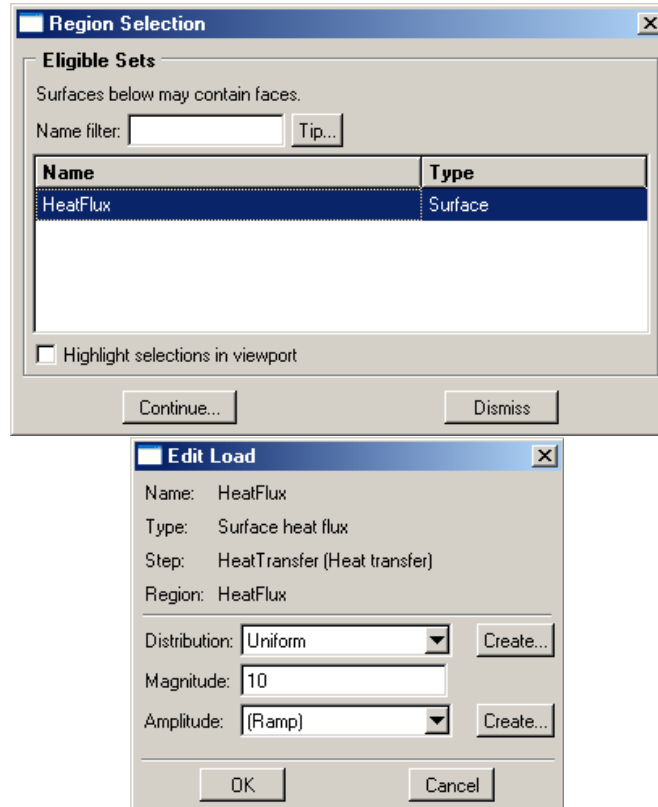 Region Selection
Eligible Sets
Surfaces below may contain faces.
Name filter: Tip...
Name Type
HeatFlux Surface
Highlight selections in viewport
Continue... Dismiss
Edit Load
Name: HeatFlux
Type: Surface heat flux
Step: HeatTransfer (Heat transfer)
Region: HeatFlux
Distribution: Uniform Create...
Magnitude: 10
Amplitude: (Ramp) Create...
OK Cancel